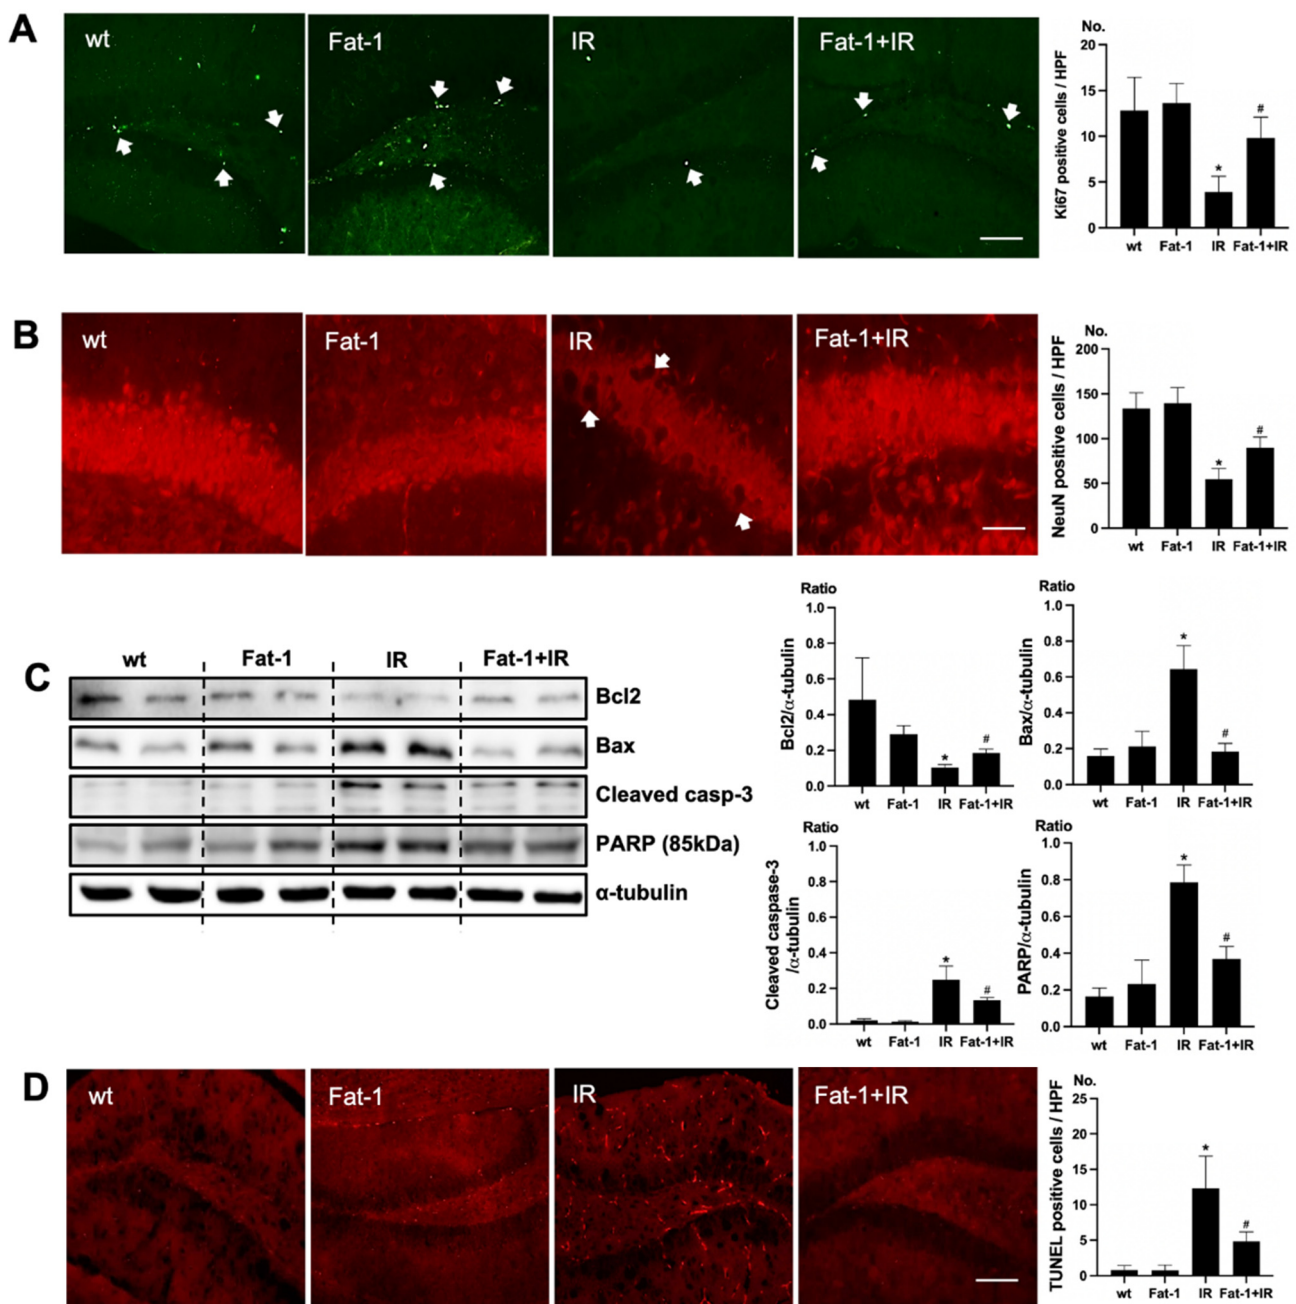 A
wt
Fat-1
IR
Fat-1+IR
No.
Ki67 positive cells / HPF
20
15
10
5
0
*
#
wt Fat-1 IR Fat-1+IR
B
wt
Fat-1
IR
Fat-1+IR
No.
NeuN positive cells / HPF
200
150
100
50
0
*
#
wt Fat-1 IR Fat-1+IR
C
wt Fat-1 IR Fat-1+IR
Bcl2
Bax
Cleaved casp-3
PARP (85kDa)
α-tubulin
Ratio
Bcl2/α-tubulin
1.0
0.8
0.6
0.4
0.2
0.0
*
#
wt Fat-1 IR Fat-1+IR
Ratio
Bax/α-tubulin
1.0
0.8
0.6
0.4
0.2
0.0
*
#
wt Fat-1 IR Fat-1+IR
Ratio
Cleaved caspase-3
/α-tubulin
1.0
0.8
0.6
0.4
0.2
0.0
*
#
wt Fat-1 IR Fat-1+IR
Ratio
PARP/α-tubulin
1.0
0.8
0.6
0.4
0.2
0.0
*
#
wt Fat-1 IR Fat-1+IR
D
wt
Fat-1
IR
Fat-1+IR
No.
TUNEL positive cells / HPF
25
20
15
10
5
0
*
#
wt Fat-1 IR Fat-1+IR